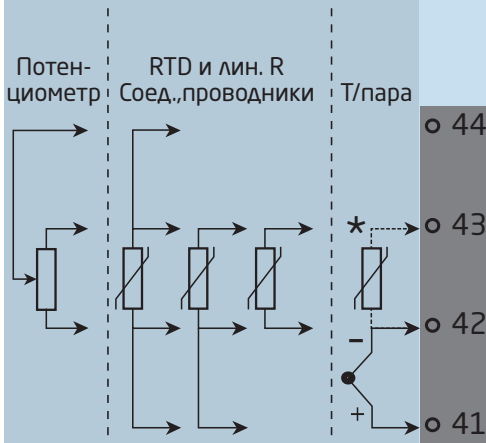 Потен-
циометр
RTD и лин. R
Соед.,проводники
Т/пара
44
*
43
42
−
+
41